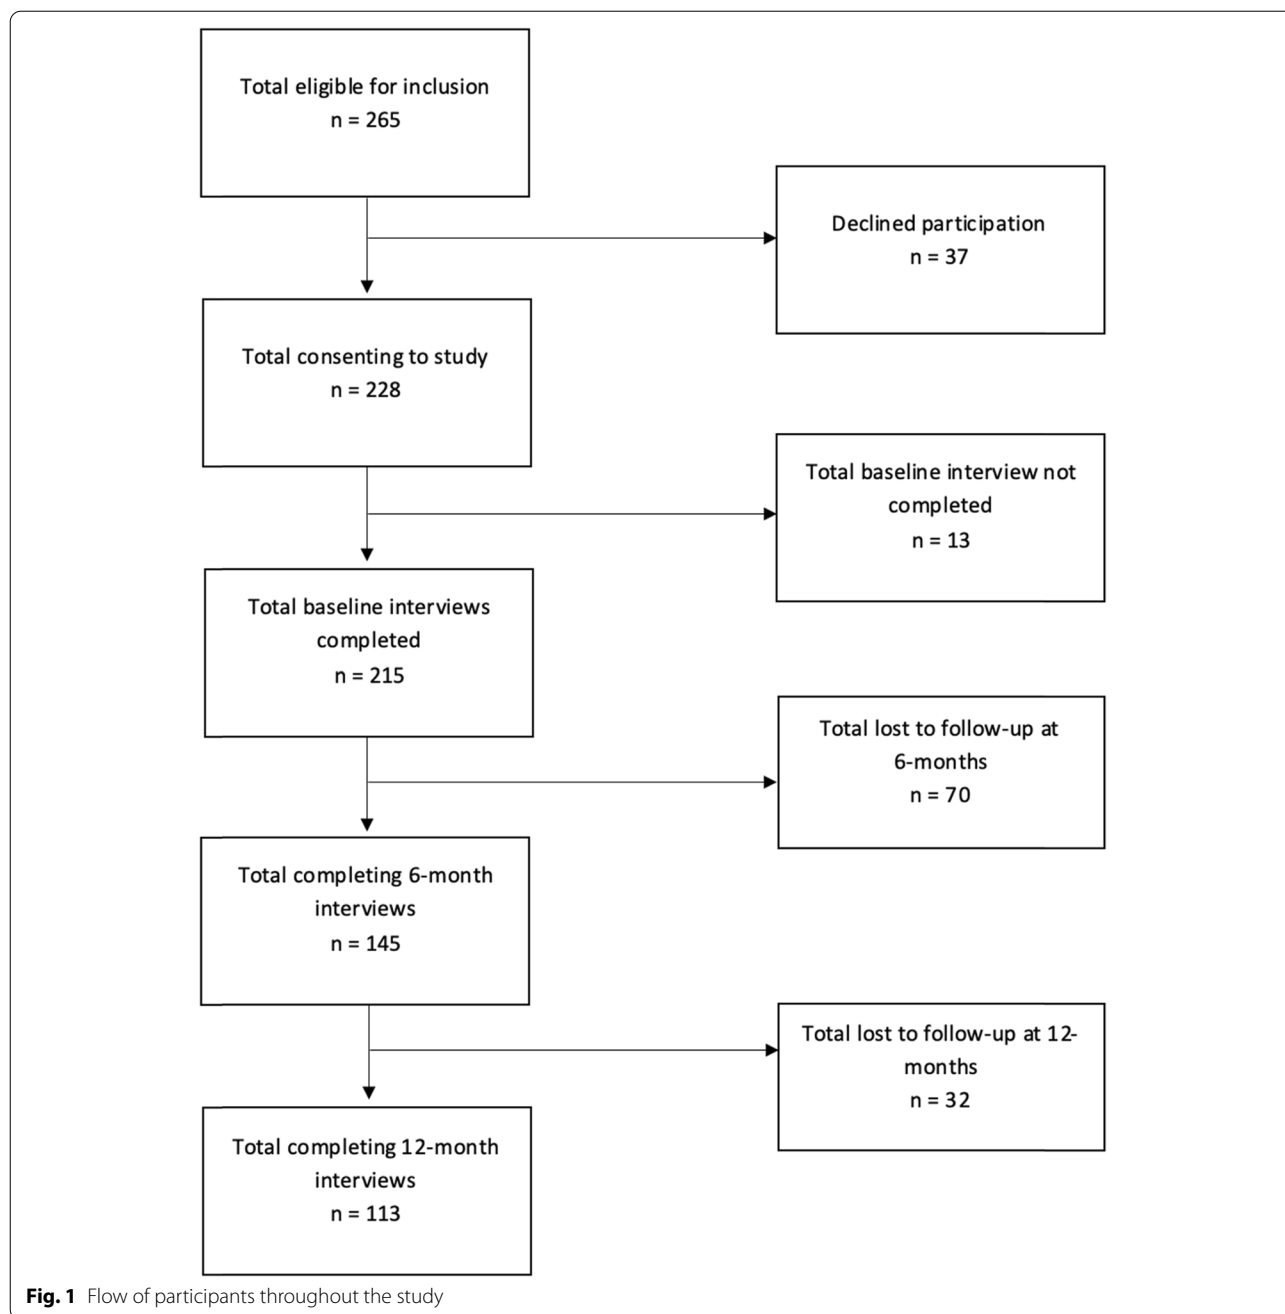 Total eligible for inclusion
n = 265
Declined participation
n = 37
Total consenting to study
n = 228
Total baseline interview not
completed
n = 13
Total baseline interviews
completed
n = 215
Total lost to follow-up at
6-months
n = 70
Total completing 6-month
interviews
n = 145
Total lost to follow-up at 12-
months
n = 32
Total completing 12-month
interviews
n = 113
Fig. 1 Flow of participants throughout the study